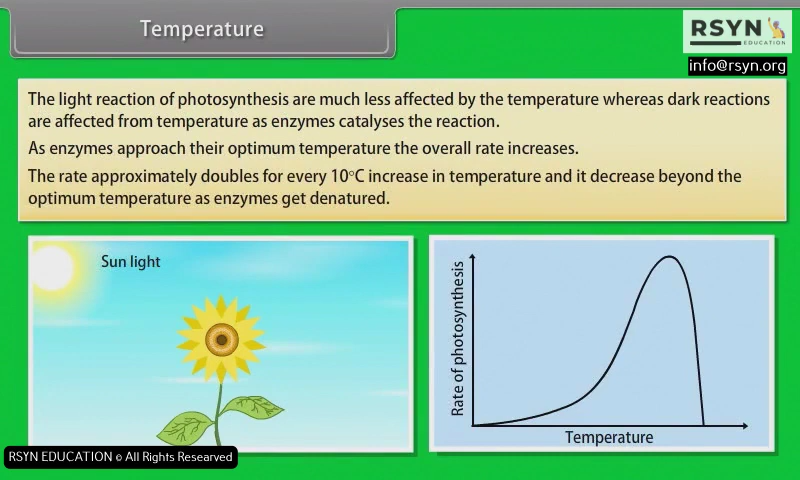 Temperature
RSYN
EDUCATION
info@rsyn.org
The light reaction of photosynthesis are much less affected by the temperature whereas dark reactions
are affected from temperature as enzymes catalyses the reaction.
As enzymes approach their optimum temperature the overall rate increases.
The rate approximately doubles for every 10°C increase in temperature and it decrease beyond the
optimum temperature as enzymes get denatured.
Sun light
Rate of photosynthesis
Temperature
RSYN EDUCATION © All Rights Researved